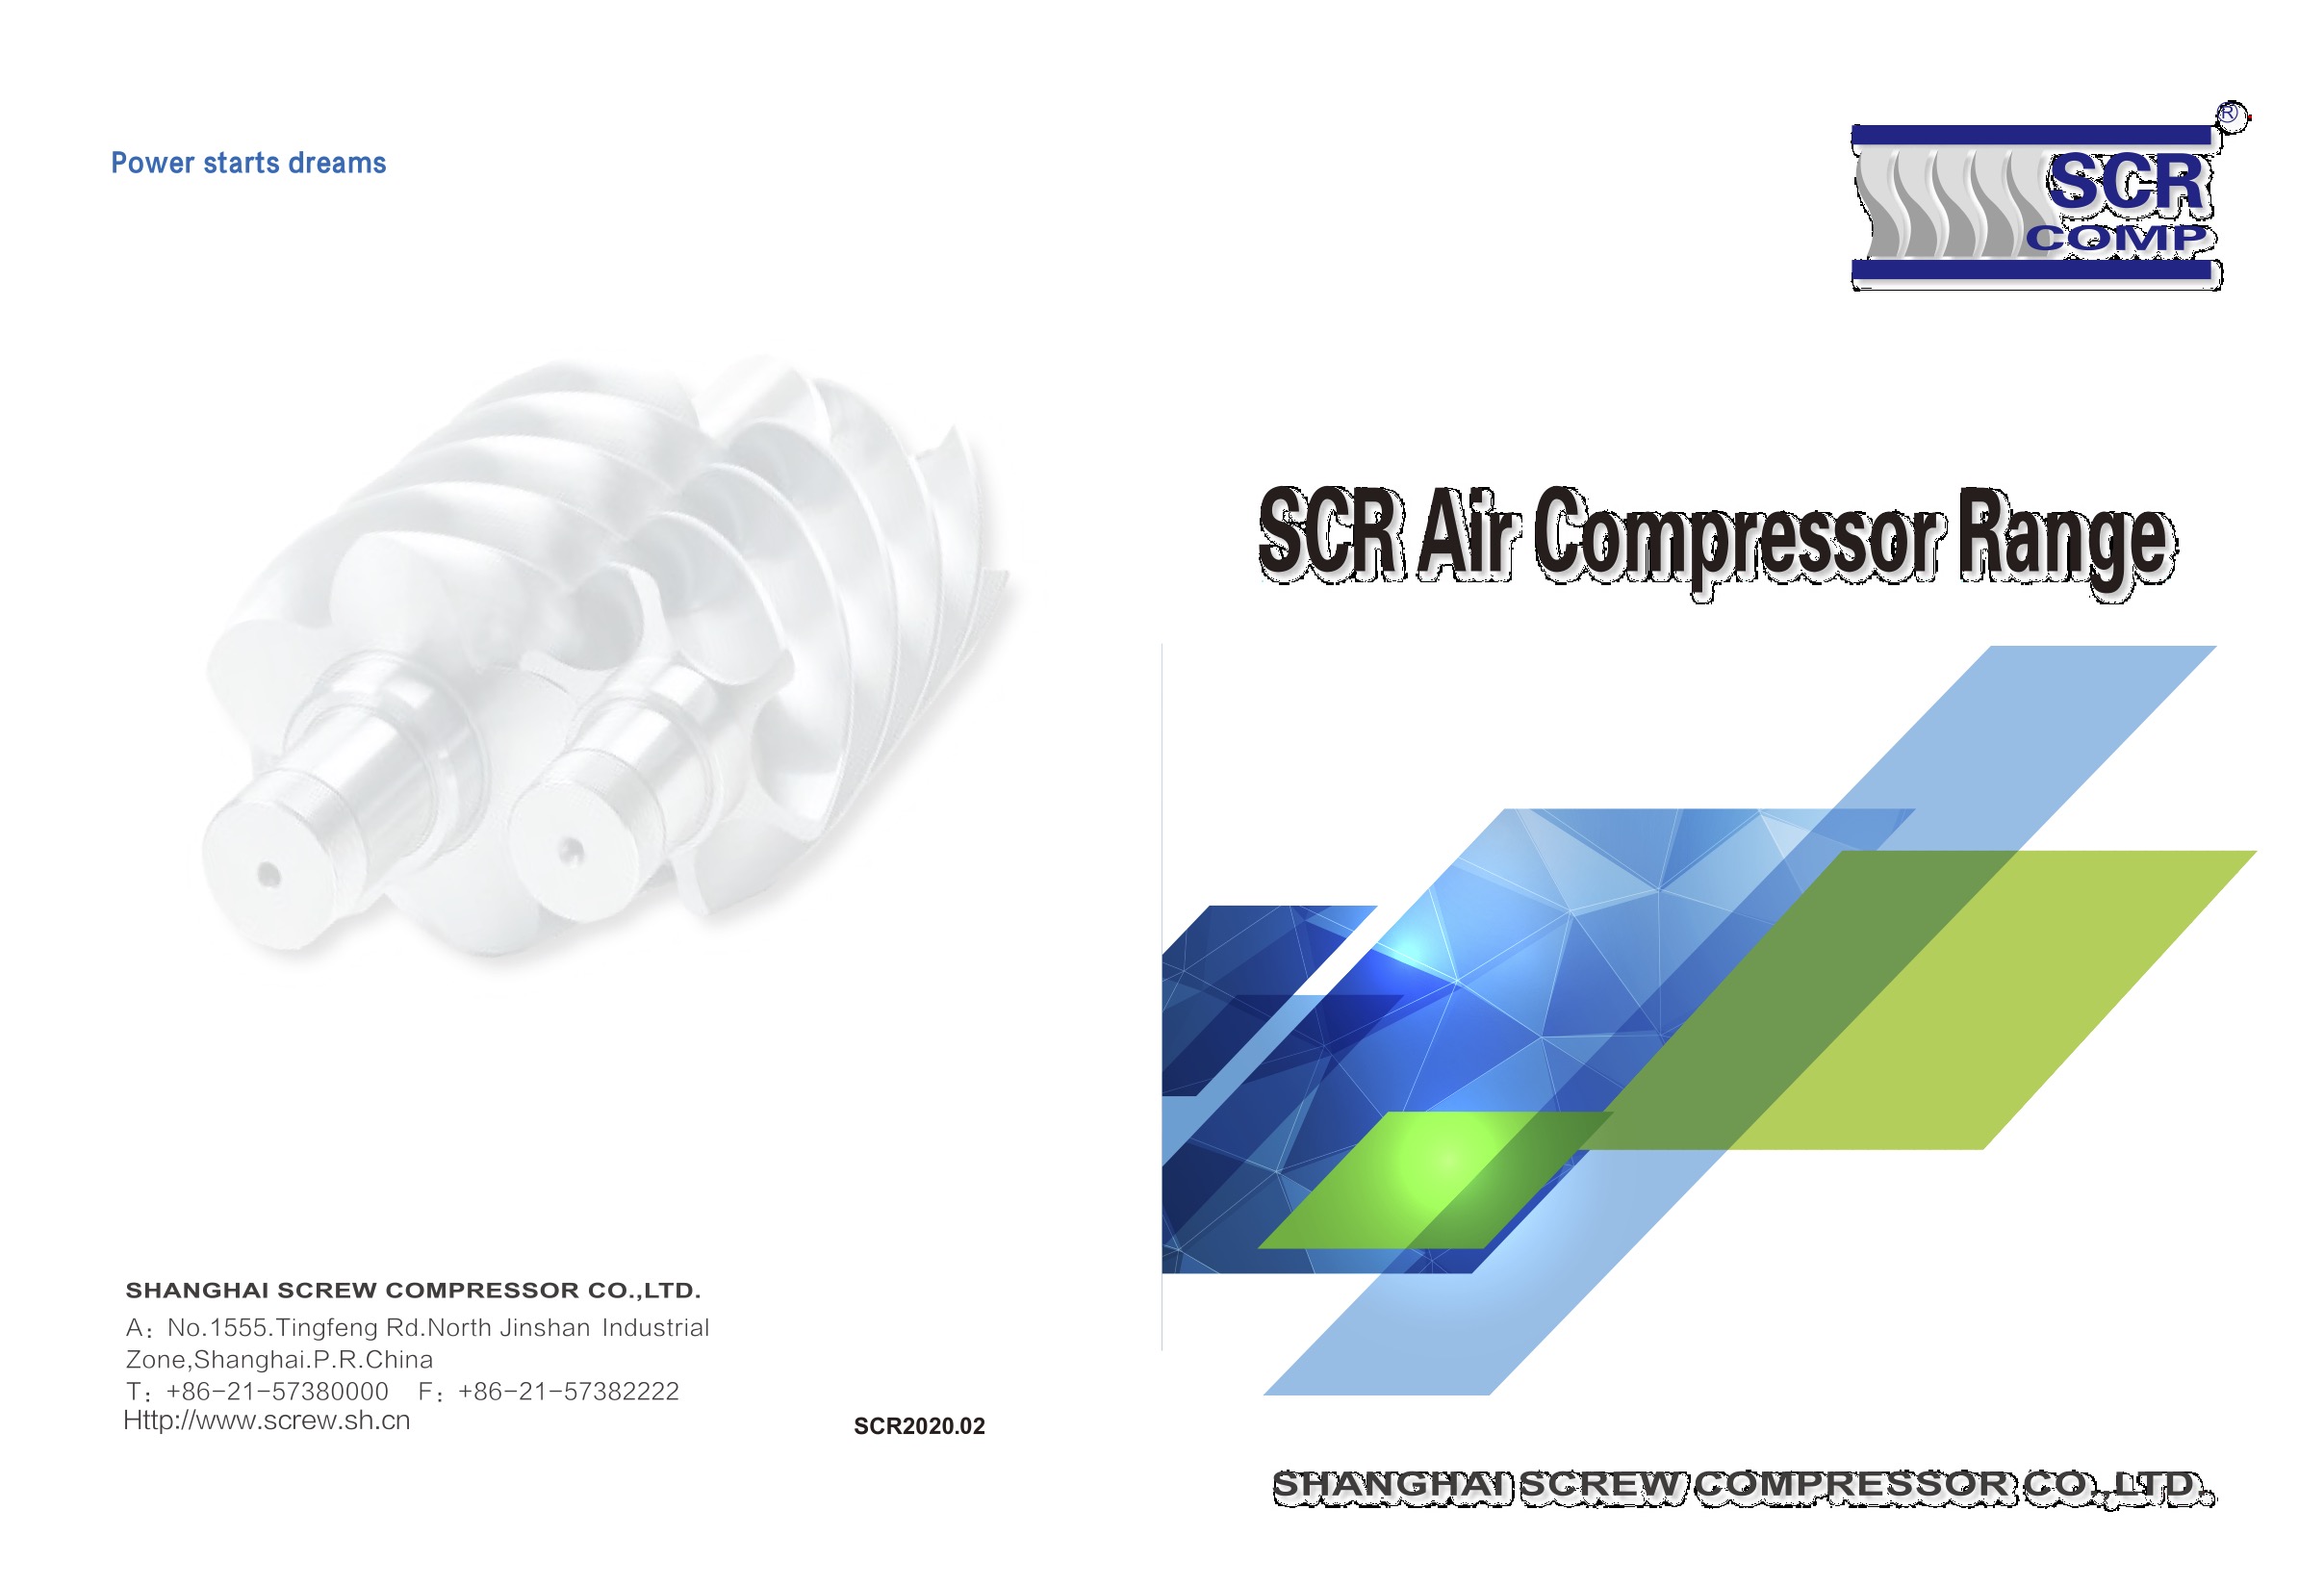 Power starts dreams
SHANGHAI SCREW COMPRESSOR CO.,LTD.
A：No.1555.Tingfeng Rd.North Jinshan Industrial
Zone,Shanghai.P.R.China
T：+86-21-57380000 F：+86-21-57382222
Http://www.screw.sh.cn
SCR2020.02
®
SCR
COMP
SCR Air Compressor Range
SHANGHAI SCREW COMPRESSOR CO.,LTD.